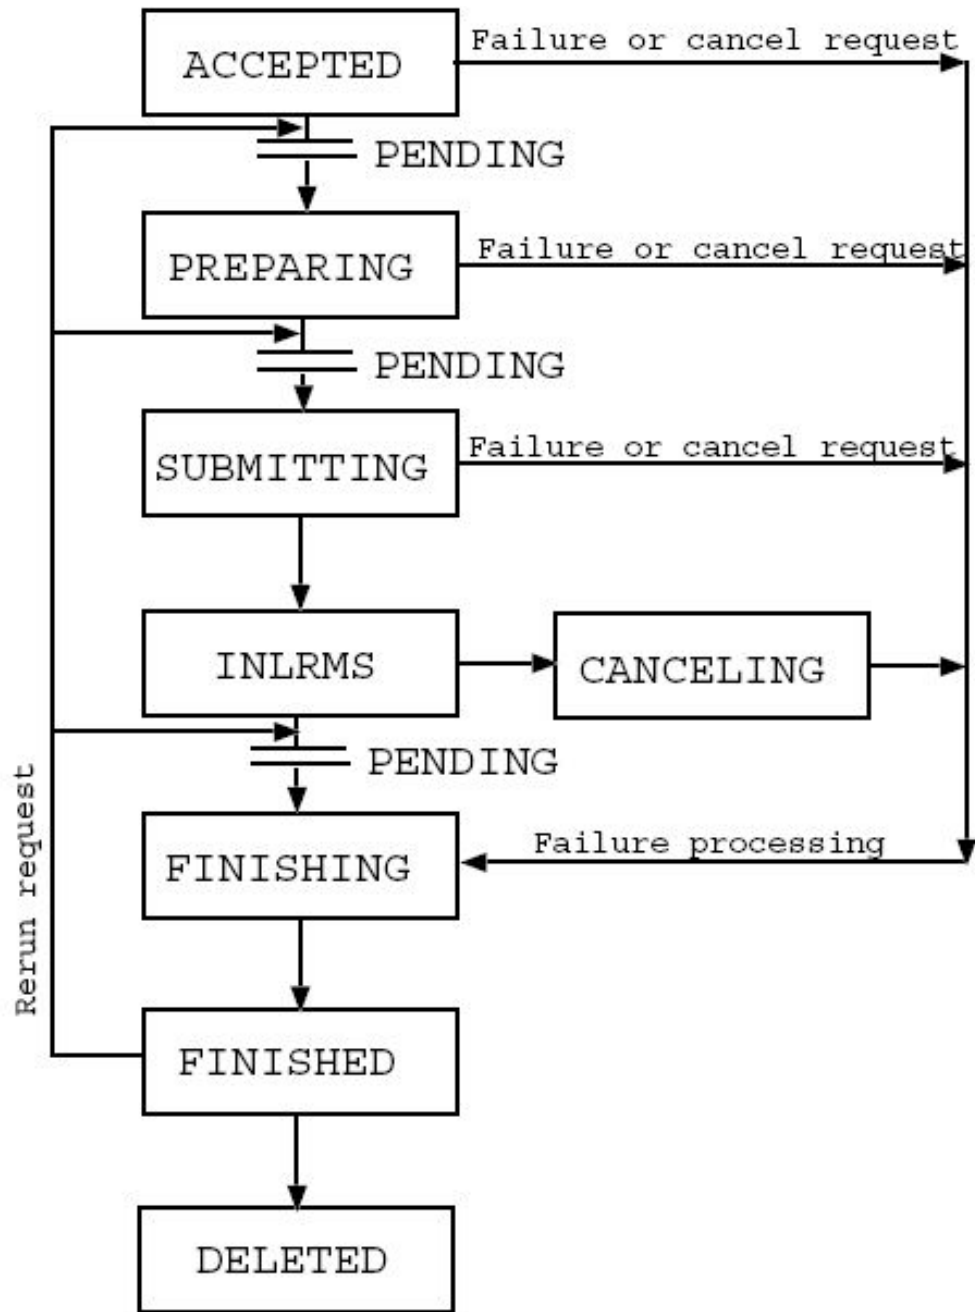 Failure or cancel request
ACCEPTED
PENDING
Failure or cancel request
PREPARING
PENDING
Failure or cancel request
SUBMITTING
INLRMS
CANCELING
PENDING
Failure processing
FINISHING
Rerun request
FINISHED
DELETED